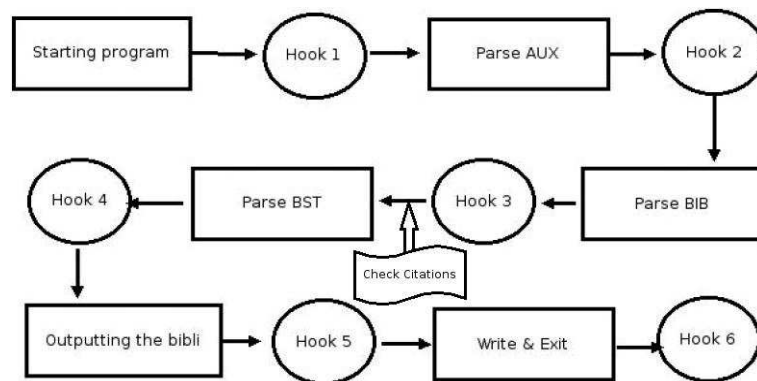 Starting program
Hook 1
Parse AUX
Hook 2
Parse BIB
Hook 3
Check Citations
Parse BST
Hook 4
Outputting the bibli
Hook 5
Write & Exit
Hook 6